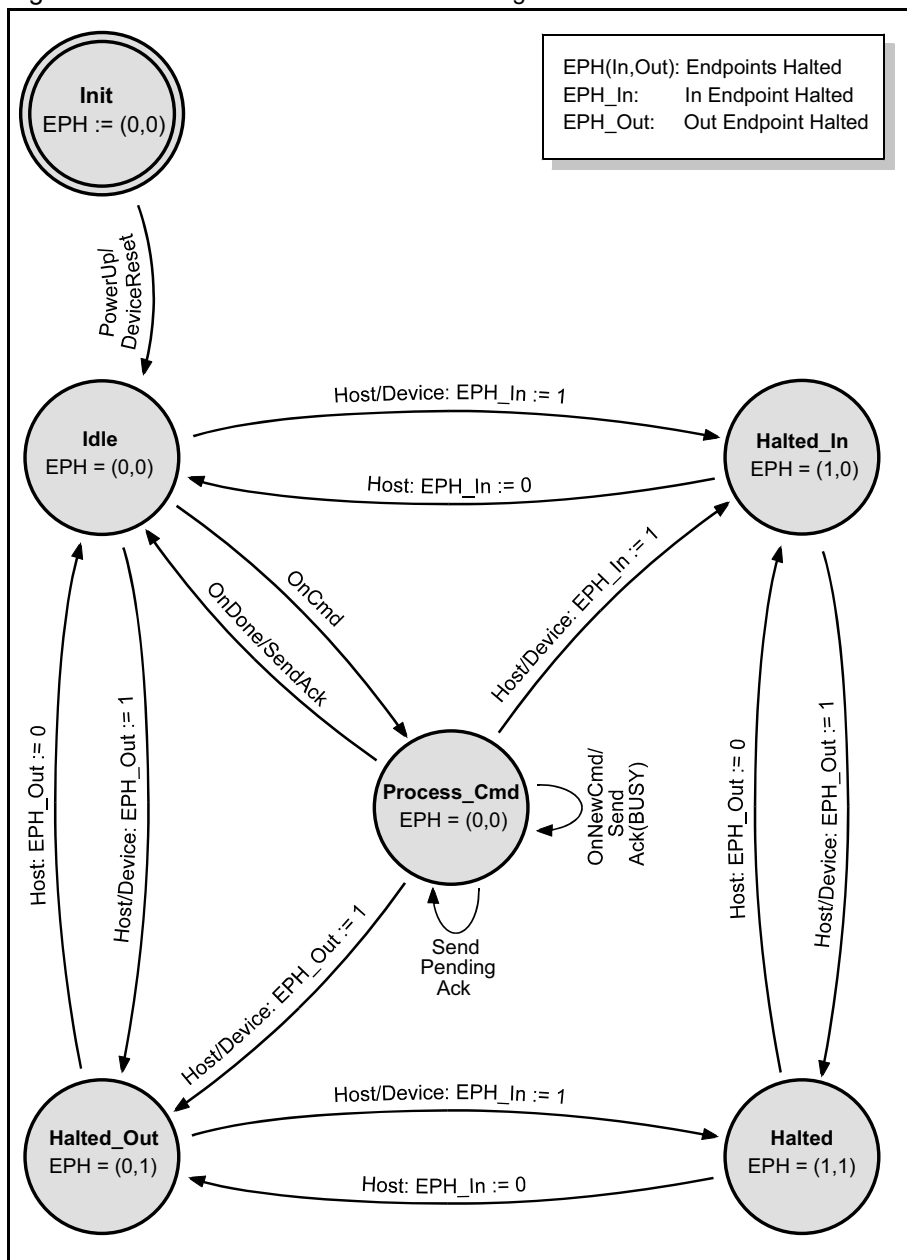 EPH(In,Out): Endpoints Halted
EPH_In: In Endpoint Halted
EPH_Out: Out Endpoint Halted
Init
EPH := (0,0)
PowerUp/
DeviceReset
Host/Device: EPH_In := 1
Idle
EPH = (0,0)
Halted_In
EPH = (1,0)
Host: EPH_In := 0
OnCmd
OnDone/SendAck
Host/Device: EPH_In := 1
Host: EPH_Out := 0
Host/Device: EPH_Out := 1
Process_Cmd
EPH = (0,0)
OnNewCmd/
Send
Ack(BUSY)
Host: EPH_Out := 0
Host/Device: EPH_Out := 1
Send
Pending
Ack
Host/Device: EPH_Out := 1
Host/Device: EPH_In := 1
Halted_Out
EPH = (0,1)
Halted
EPH = (1,1)
Host: EPH_In := 0